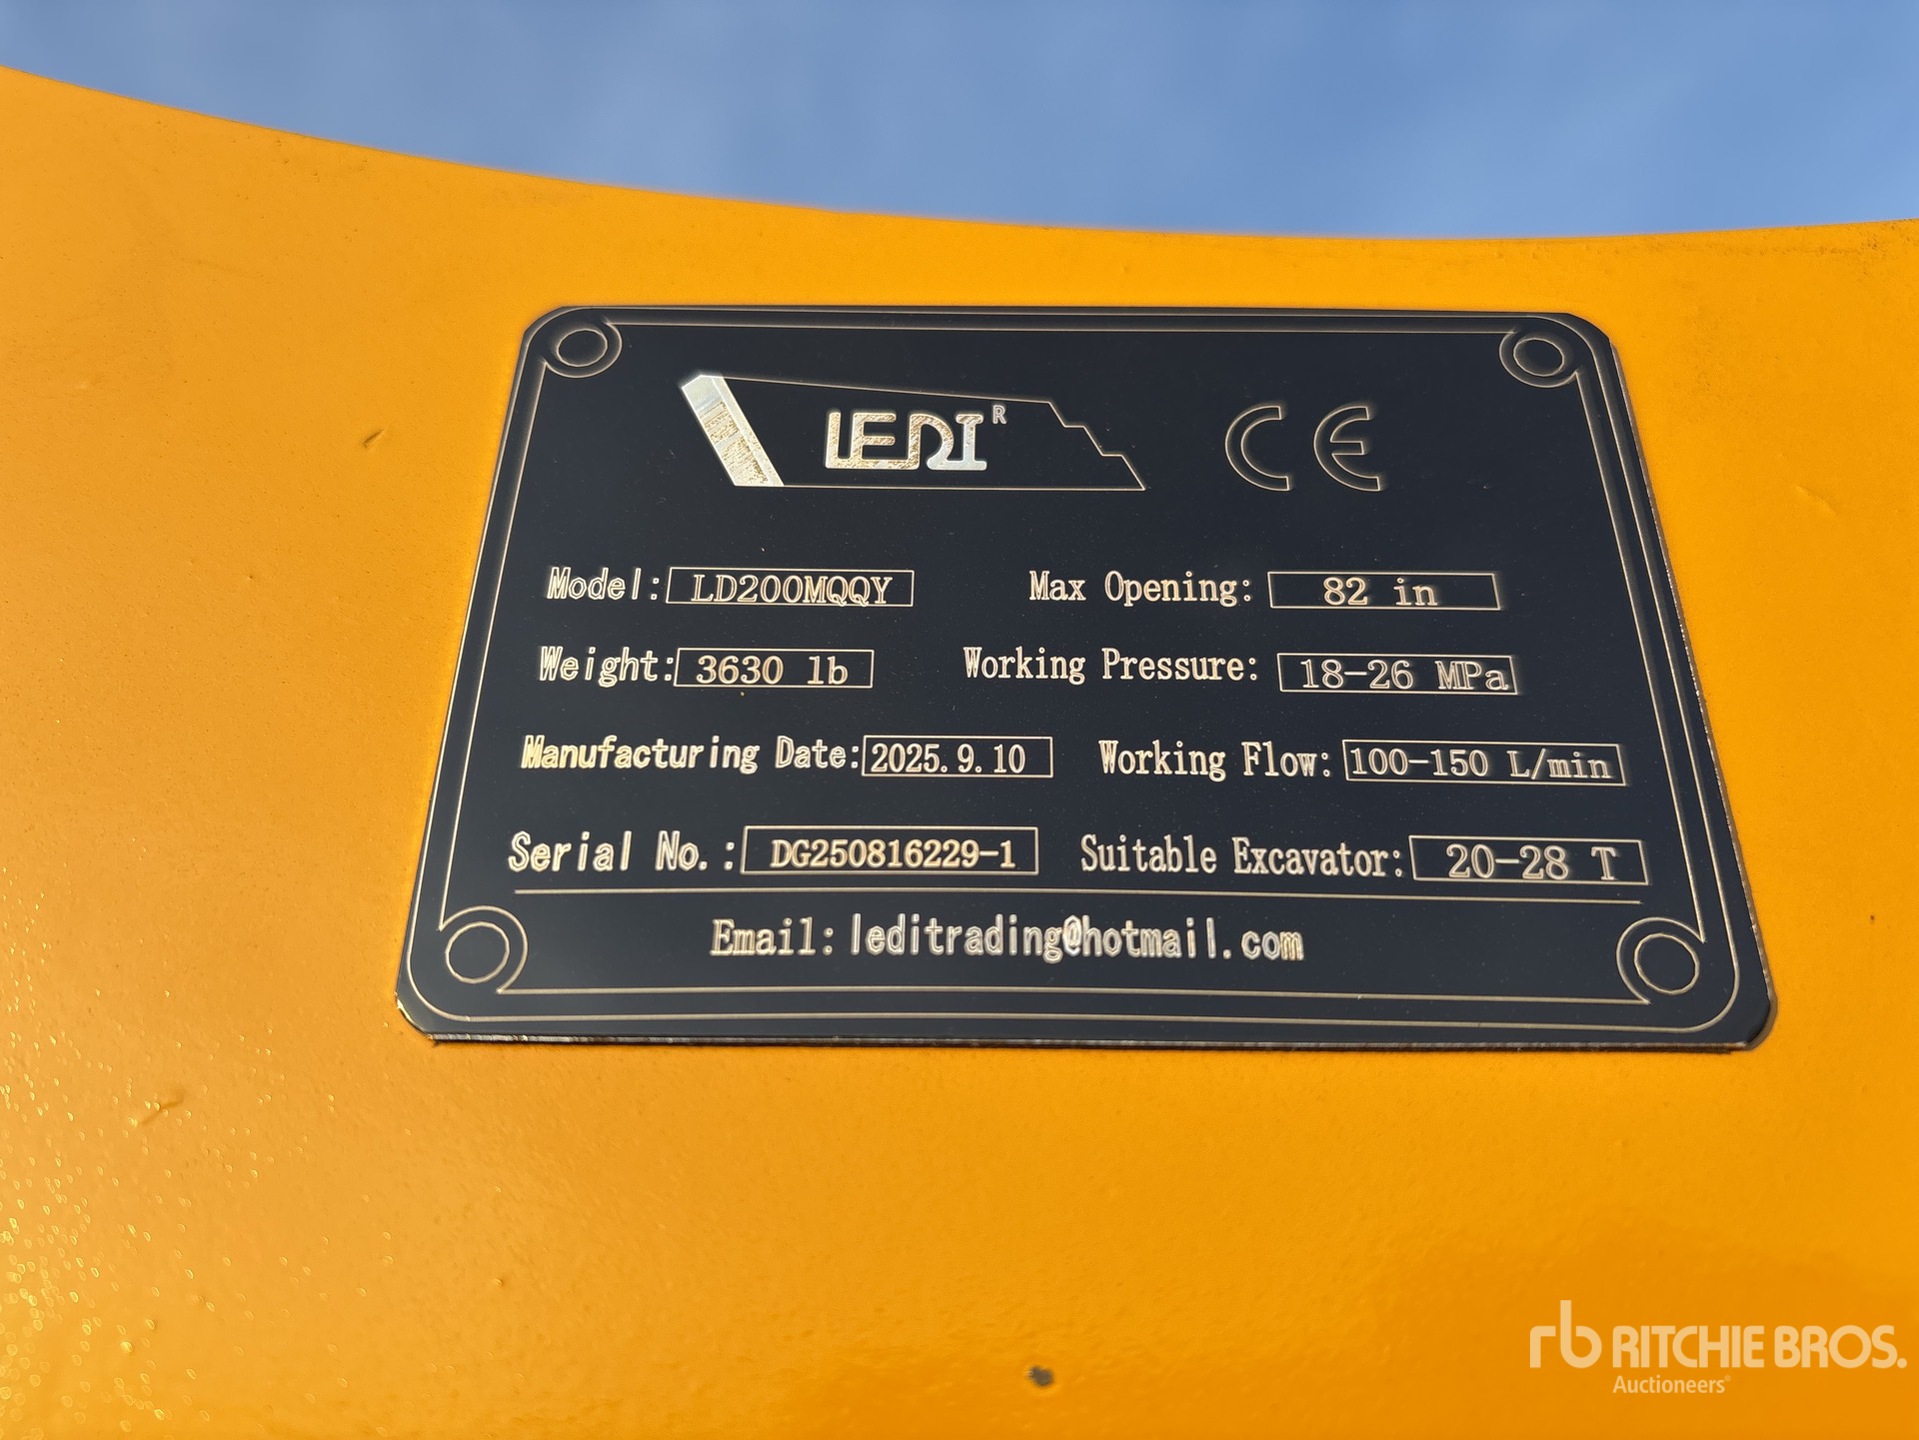 LEDI R CE
Model: LD200MQQY Max Opening: 82 in
Weight: 3630 lb Working Pressure: 18-26 MPa
Manufacturing Date: 2025.9.10 Working Flow: 100-150 L/min
Serial No.: DG250816229-1 Suitable Excavator: 20-28 T
Email: leditrading@hotmail.com
rb RITCHIE BROS.
Auctioneers®